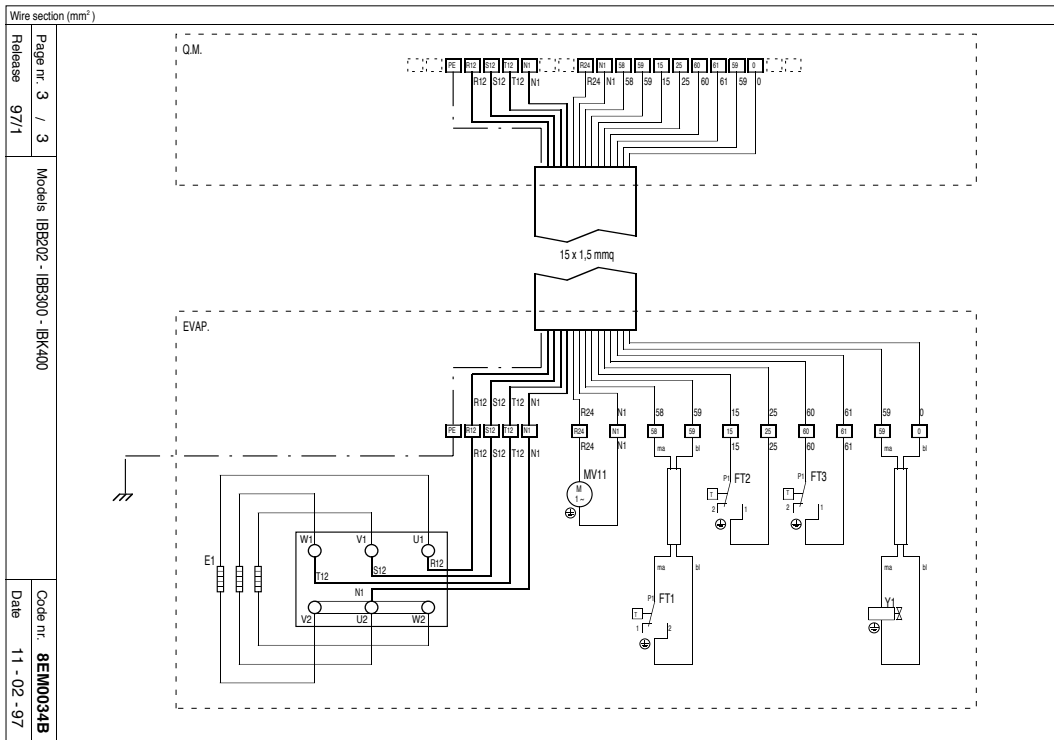 Wire section (mm²)
Page nr. 3 / 3
Release 97/1
Models IBB202 - IBB300 - IBK400
Code nr. 8EM0034B
Date 11 - 02 - 97
Q.M.
PE R12 S12 T12 N1 R24 N1 58 59 15 25 60 61 59 0
R12 S12 T12 N1 R24 N1 58 59 15 25 60 61 59 0
15 x 1,5 mmq
EVAP.
R12 S12 T12 N1 R24 N1 58 59 15 25 60 61 59 0
PE R12 S12 T12 N1 R24 N1 58 59 15 25 60 61 59 0
R12 S12 T12 N1 R24 N1 ma bl 15 25 60 61 ma bl
MV11
M
1 ~
P1 FT2
T
2 1
P1 FT3
T
2 1
E1
W1 V1 U1
T12 S12 R12
N1
V2 U2 W2
ma bl
P1 FT1
T
1 2
ma bl
Y1